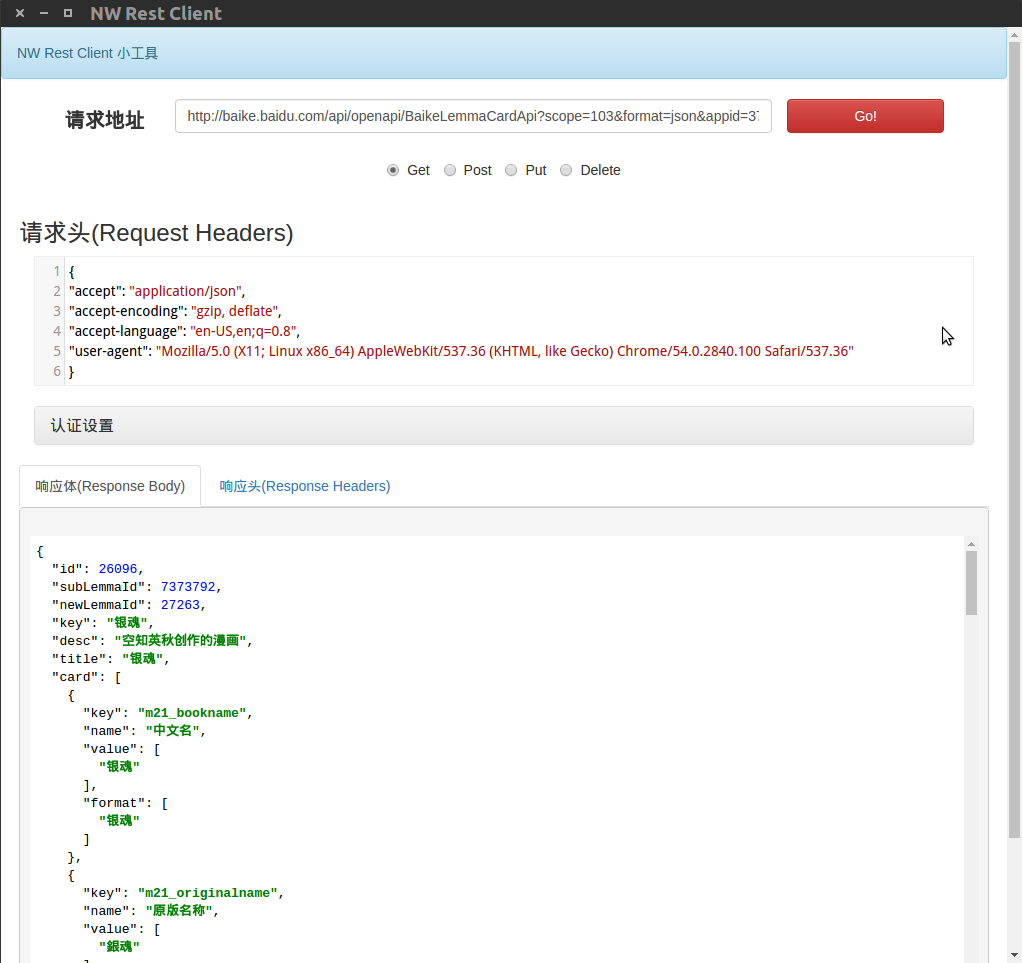 NW Rest Client
NW Rest Client 小工具
请求地址 http://baike.baidu.com/api/openapi/BaikeLemmaCardApi?scope=103&format=json&appid=37 Go!
Get Post Put Delete
请求头(Request Headers)
1 {
2 "accept": "application/json",
3 "accept-encoding": "gzip, deflate",
4 "accept-language": "en-US,en;q=0.8",
5 "user-agent": "Mozilla/5.0 (X11; Linux x86_64) AppleWebKit/537.36 (KHTML, like Gecko) Chrome/54.0.2840.100 Safari/537.36"
6 }
认证设置
响应体(Response Body) 响应头(Response Headers)
{
"id": 26096,
"subLemmaId": 7373792,
"newLemmaId": 27263,
"key": "银魂",
"desc": "空知英秋创作的漫画",
"title": "银魂",
"card": [
{
"key": "m21_bookname",
"name": "中文名",
"value": [
"银魂"
],
"format": [
"银魂"
]
},
{
"key": "m21_originalname",
"name": "原版名称",
"value": [
"銀魂"